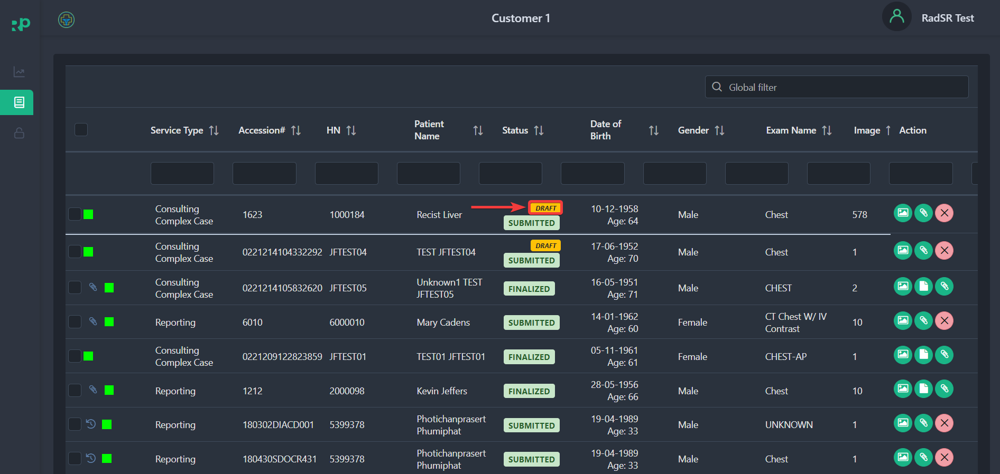 RP
Customer 1
RadSR Test
Global filter
Service Type
Accession#
HN
Patient
Name
Status
Date of
Birth
Gender
Exam Name
Image
Action
Consulting
Complex Case
1623
1000184
Recist Liver
DRAFT
SUBMITTED
10-12-1958
Age: 64
Male
Chest
578
Consulting
Complex Case
0221214104332292
JFTEST04
TEST JFTEST04
DRAFT
SUBMITTED
17-06-1952
Age: 70
Male
Chest
1
Consulting
Complex Case
0221214105832620
JFTEST05
Unknown1 TEST
JFTEST05
FINALIZED
16-05-1951
Age: 71
Male
CHEST
2
Reporting
6010
6000010
Mary Cadens
SUBMITTED
14-01-1962
Age: 60
Female
CT Chest W/ IV
Contrast
10
Consulting
Complex Case
0221209122823859
JFTEST01
TEST01 JFTEST01
FINALIZED
05-11-1961
Age: 61
Female
CHEST-AP
1
Reporting
1212
2000098
Kevin Jeffers
FINALIZED
28-05-1956
Age: 66
Male
Chest
10
Reporting
180302DIACD001
5399378
Photichanprasert
Phumiphat
SUBMITTED
19-04-1989
Age: 33
Male
UNKNOWN
1
Reporting
180430SDOCR431
5399378
Photichanprasert
Phumiphat
SUBMITTED
19-04-1989
Age: 33
Male
Chest
1